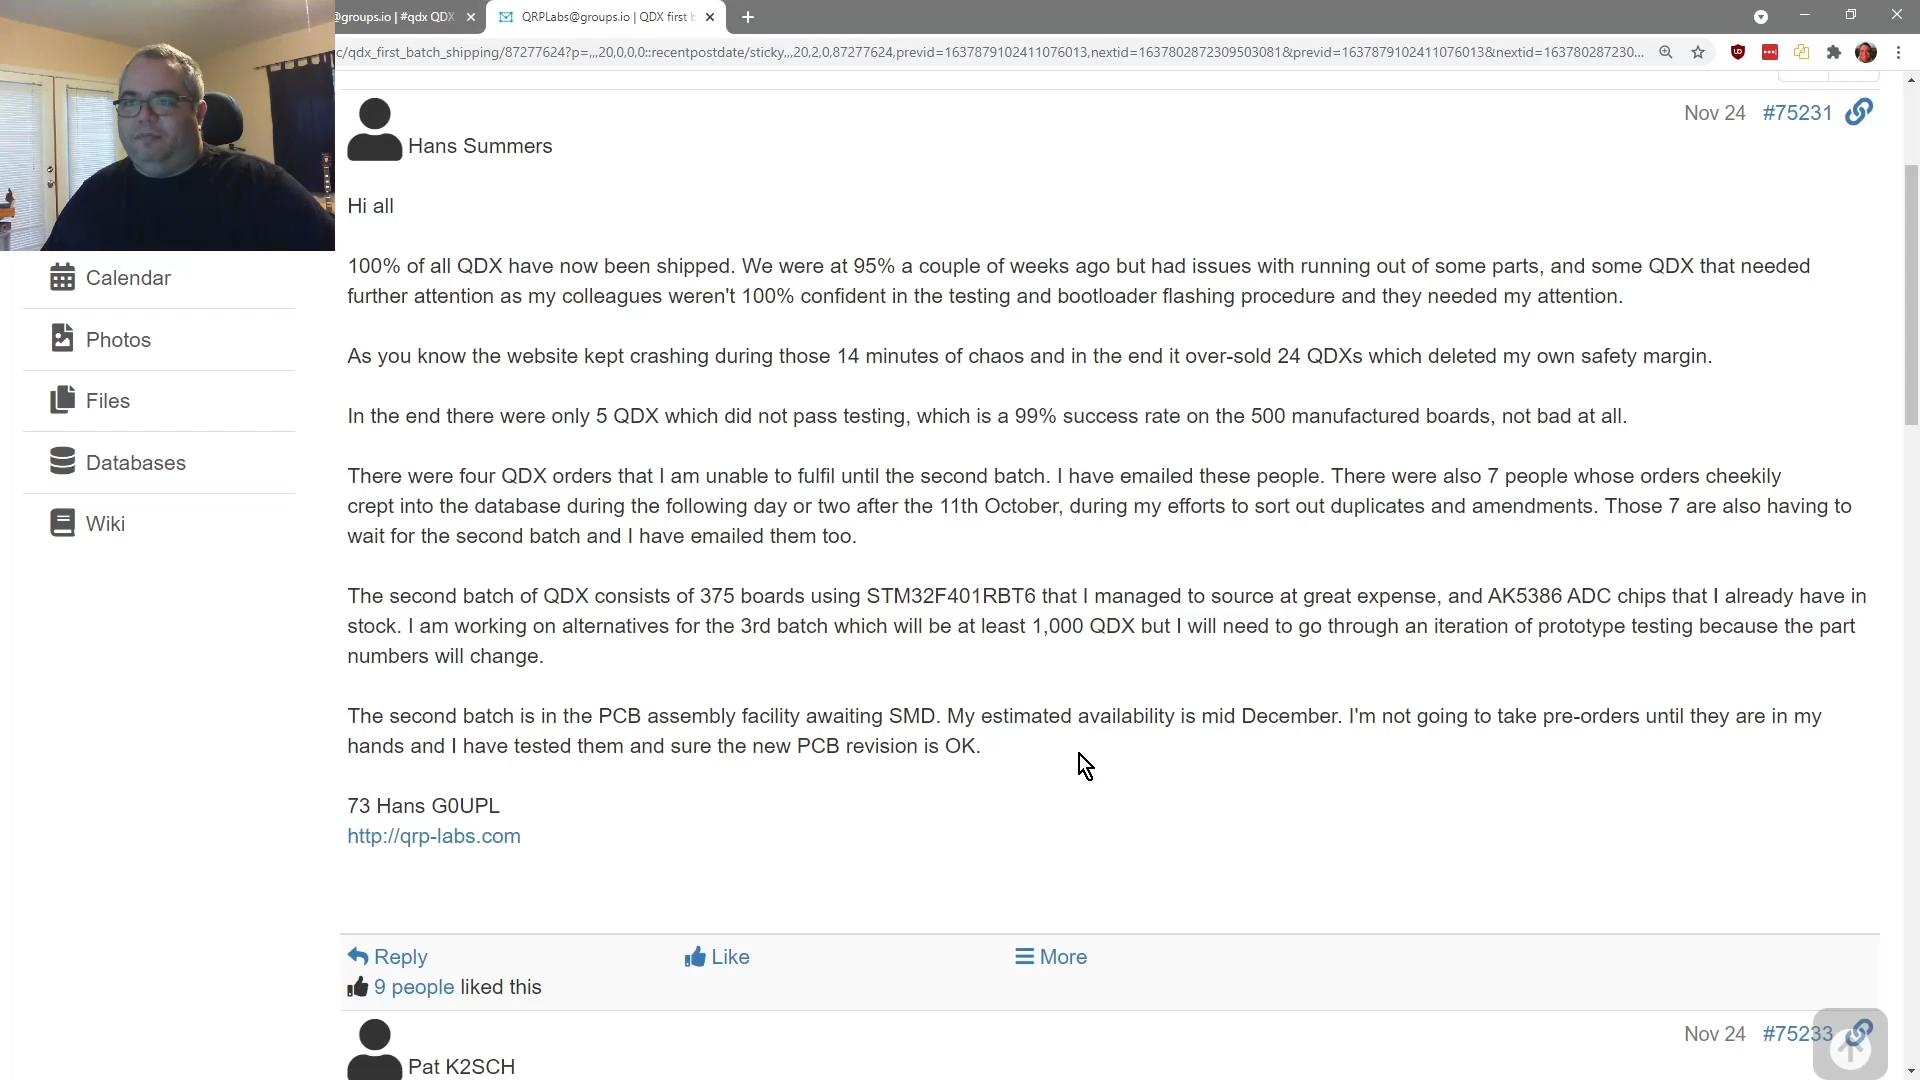 @groups.io | #qdx QDX
QRPLabs@groups.io | QDX first b
c/qdx_first_batch_shipping/87277624?p=,,,20,0,0,0::recentpostdate/sticky,,,20,2,0,87277624,previd=1637879102411076013,nextid=1637802872309503081&previd=1637879102411076013&nextid=163780287230...
Nov 24 #75231
Hans Summers
Hi all
100% of all QDX have now been shipped. We were at 95% a couple of weeks ago but had issues with running out of some parts, and some QDX that needed
further attention as my colleagues weren't 100% confident in the testing and bootloader flashing procedure and they needed my attention.
As you know the website kept crashing during those 14 minutes of chaos and in the end it over-sold 24 QDXs which deleted my own safety margin.
In the end there were only 5 QDX which did not pass testing, which is a 99% success rate on the 500 manufactured boards, not bad at all.
There were four QDX orders that I am unable to fulfil until the second batch. I have emailed these people. There were also 7 people whose orders cheekily
crept into the database during the following day or two after the 11th October, during my efforts to sort out duplicates and amendments. Those 7 are also having to
wait for the second batch and I have emailed them too.
The second batch of QDX consists of 375 boards using STM32F401RBT6 that I managed to source at great expense, and AK5386 ADC chips that I already have in
stock. I am working on alternatives for the 3rd batch which will be at least 1,000 QDX but I will need to go through an iteration of prototype testing because the part
numbers will change.
The second batch is in the PCB assembly facility awaiting SMD. My estimated availability is mid December. I'm not going to take pre-orders until they are in my
hands and I have tested them and sure the new PCB revision is OK.
73 Hans G0UPL
http://qrp-labs.com
Reply Like More
9 people liked this
Nov 24 #75233
Pat K2SCH
Calendar
Photos
Files
Databases
Wiki